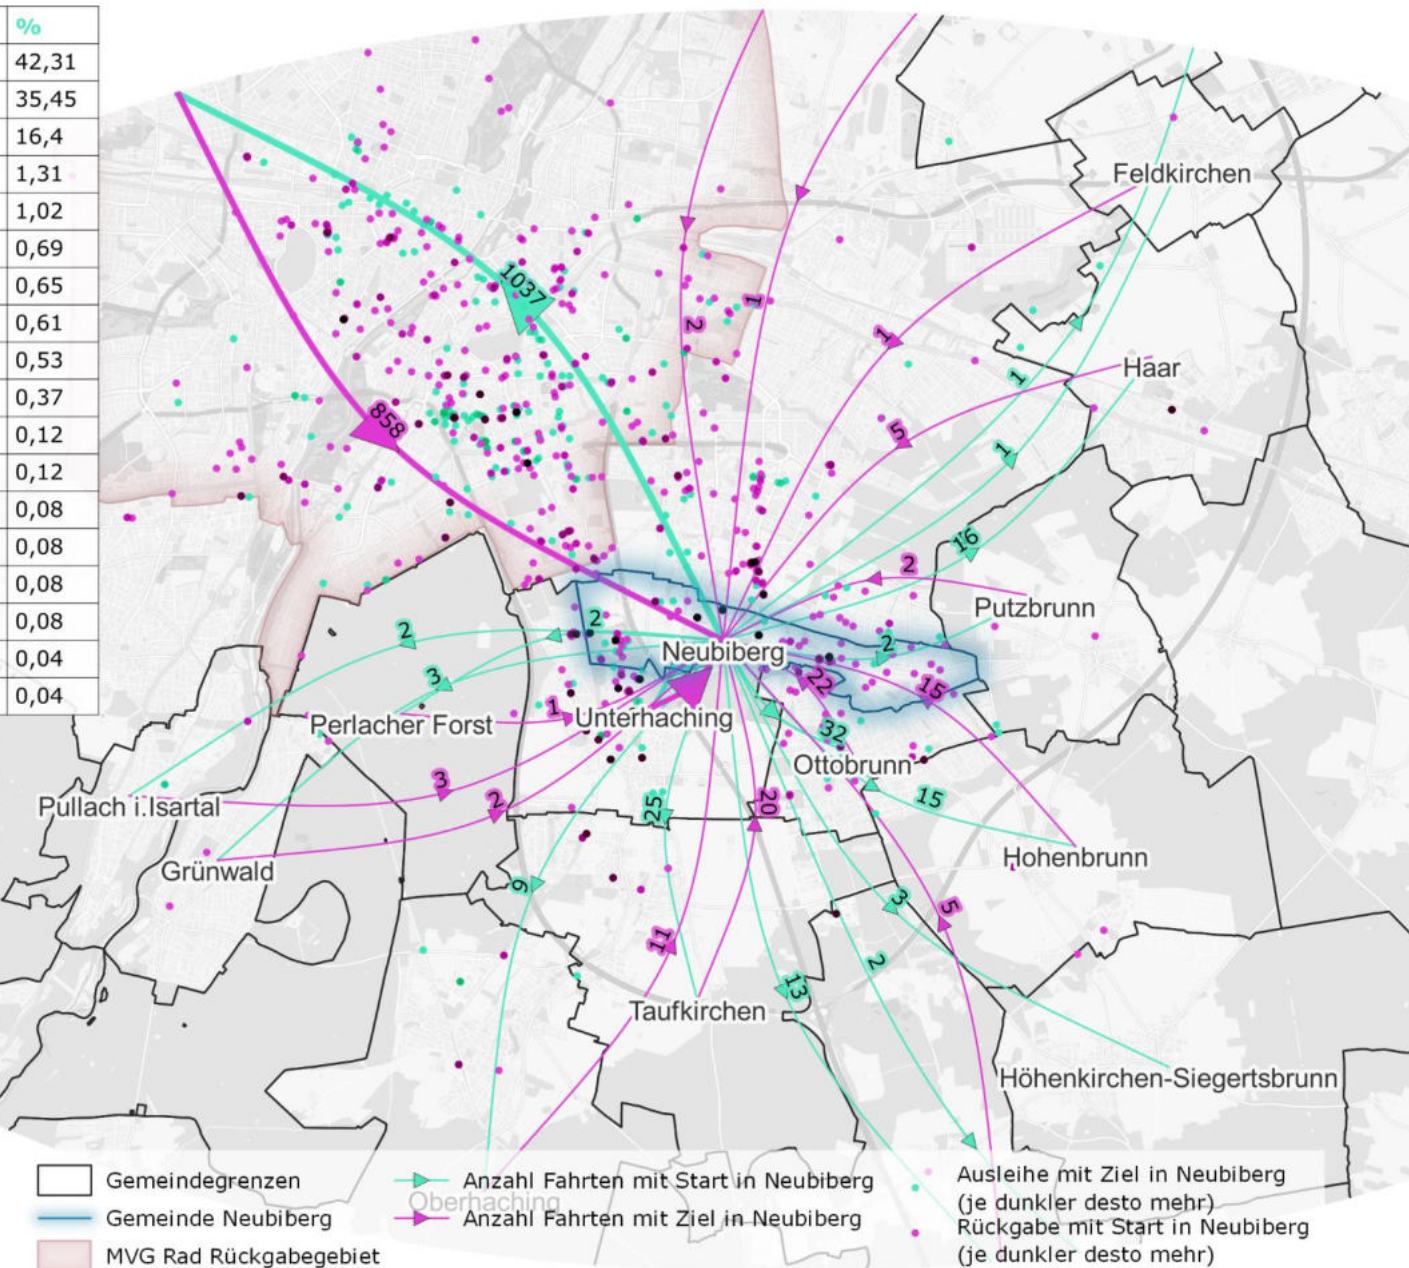 %
42,31
35,45
16,4
1,31
1,02
0,69
0,65
0,61
0,53
0,37
0,12
0,12
0,08
0,08
0,08
0,08
0,04
0,04
Feldkirchen
1037
1
2
1
Haar
1
858
5
1
16
2
Putzbrunn
2
2
2
Neubiberg
3
22
15
1
Unterhaching
Perlacher Forst
32
Ottobrunn
3
Pullach i.Isartal
2
25
20
15
Hohenbrunn
Grünwald
9
3
5
11
2
13
Taufkirchen
Höhenkirchen-Siegertsbrunn
Oberhaching
Gemeindegrenzen
Gemeinde Neubiberg
MVG Rad Rückgabegebiet
Anzahl Fahrten mit Start in Neubiberg
Anzahl Fahrten mit Ziel in Neubiberg
Ausleihe mit Ziel in Neubiberg
(je dunkler desto mehr)
Rückgabe mit Start in Neubiberg
(je dunkler desto mehr)